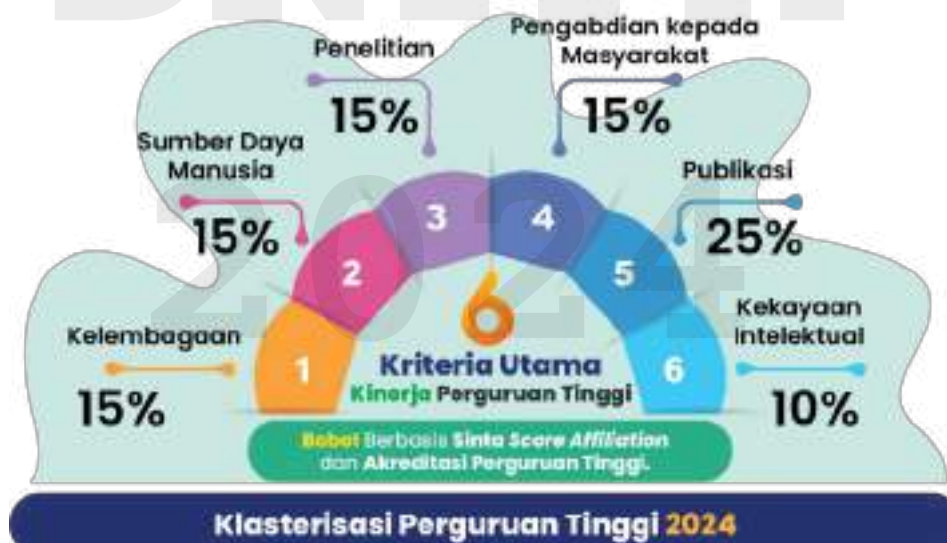 Penelitian
15%
Pengabdian kepada
Masyarakat
15%
Sumber Daya
Manusia
15%
Publikasi
25%
Kelembagaan
15%
Kekayaan
Intelektual
10%
1
2
3
4
5
6
6
Kriteria Utama
Kinerja Perguruan Tinggi
Bobot Berbasis Sinta Score Affiliation
dan Akreditasi Perguruan Tinggi.
Klasterisasi Perguruan Tinggi 2024
2024